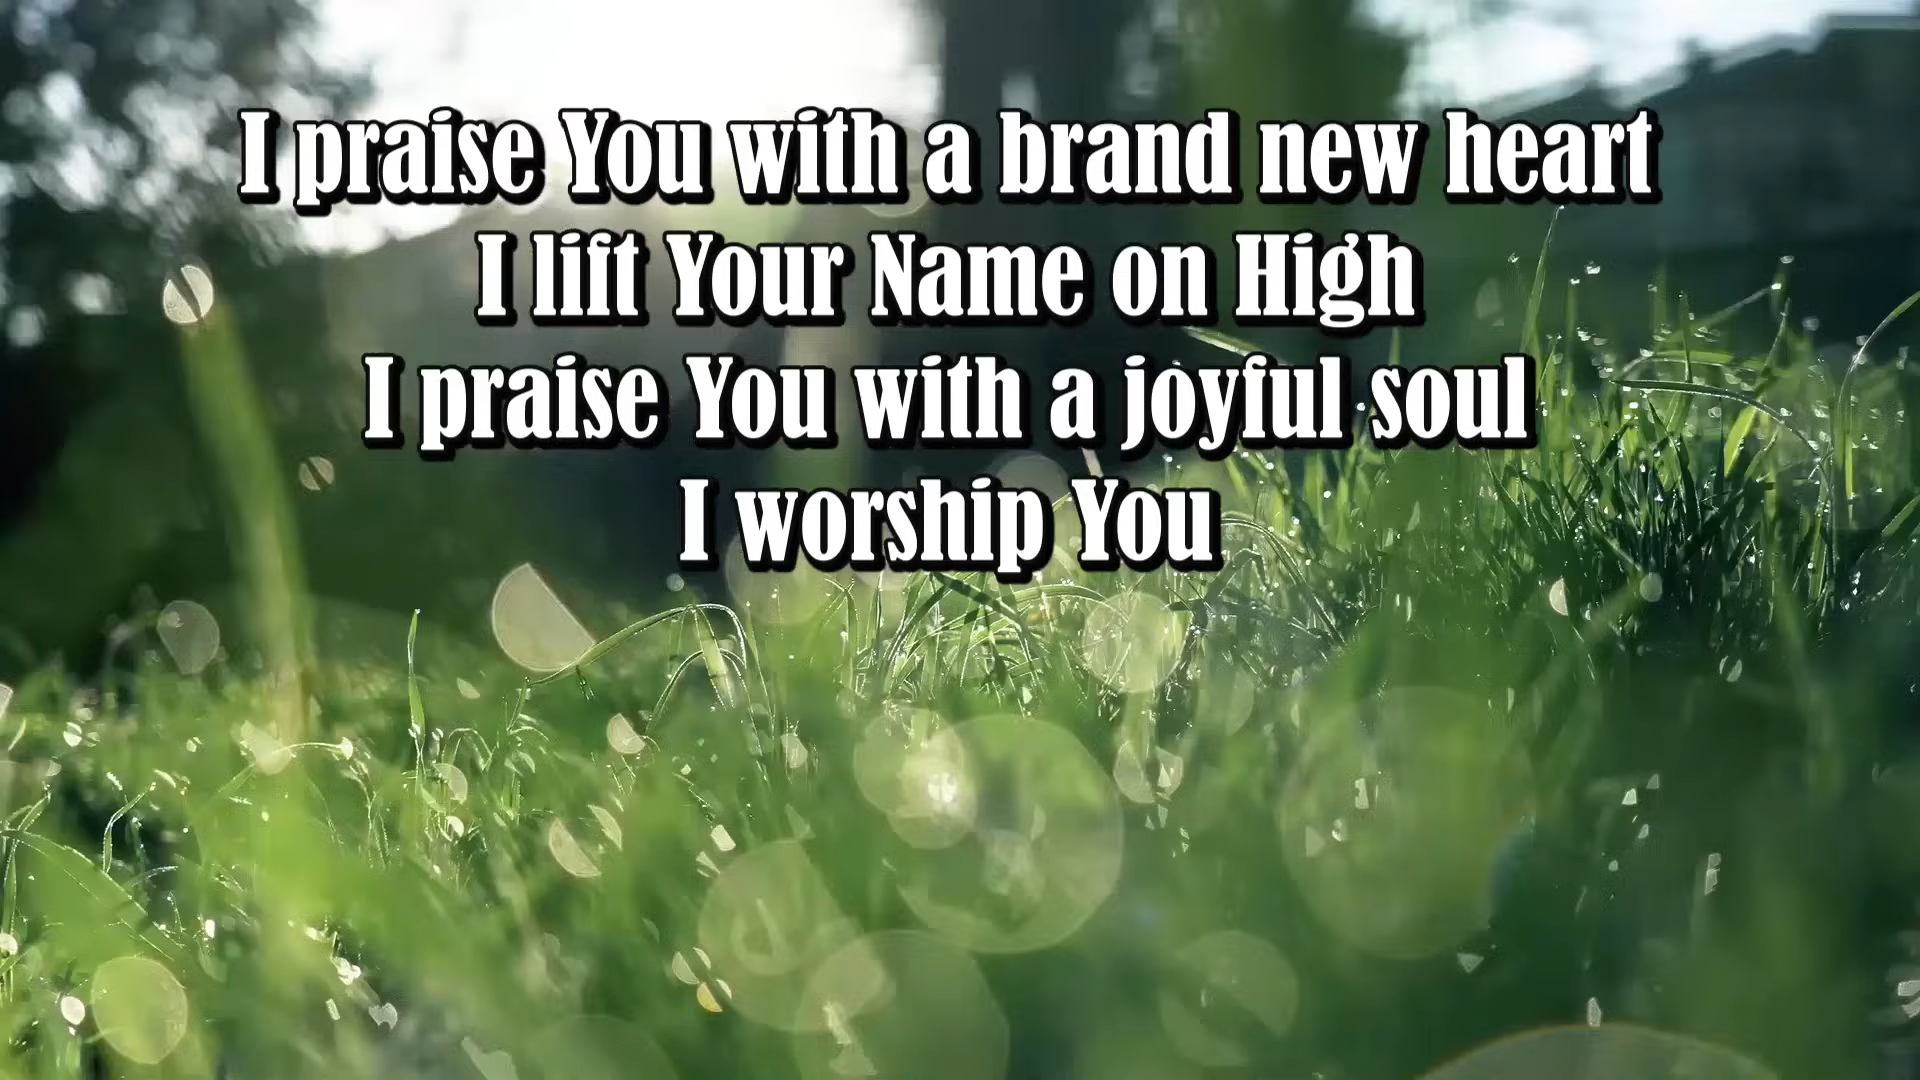 I praise You with a brand new heart
I lift Your Name on High
I praise You with a joyful soul
I worship You